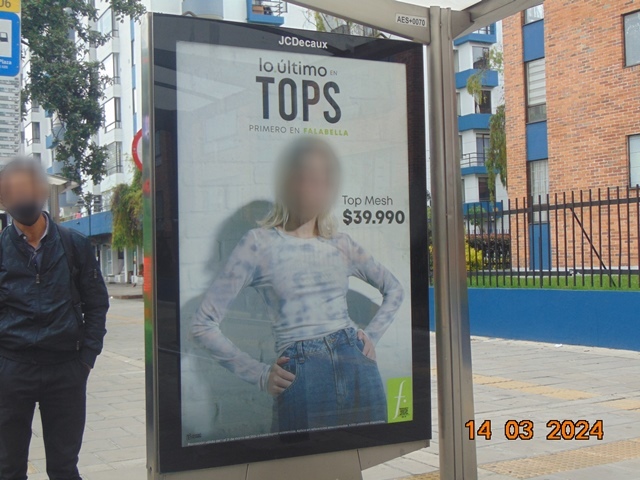 AES+0070
JCDecaux
lo último EN
TOPS
PRIMERO EN FALABELLA
Top Mesh
$39.990
f.
14 03 2024